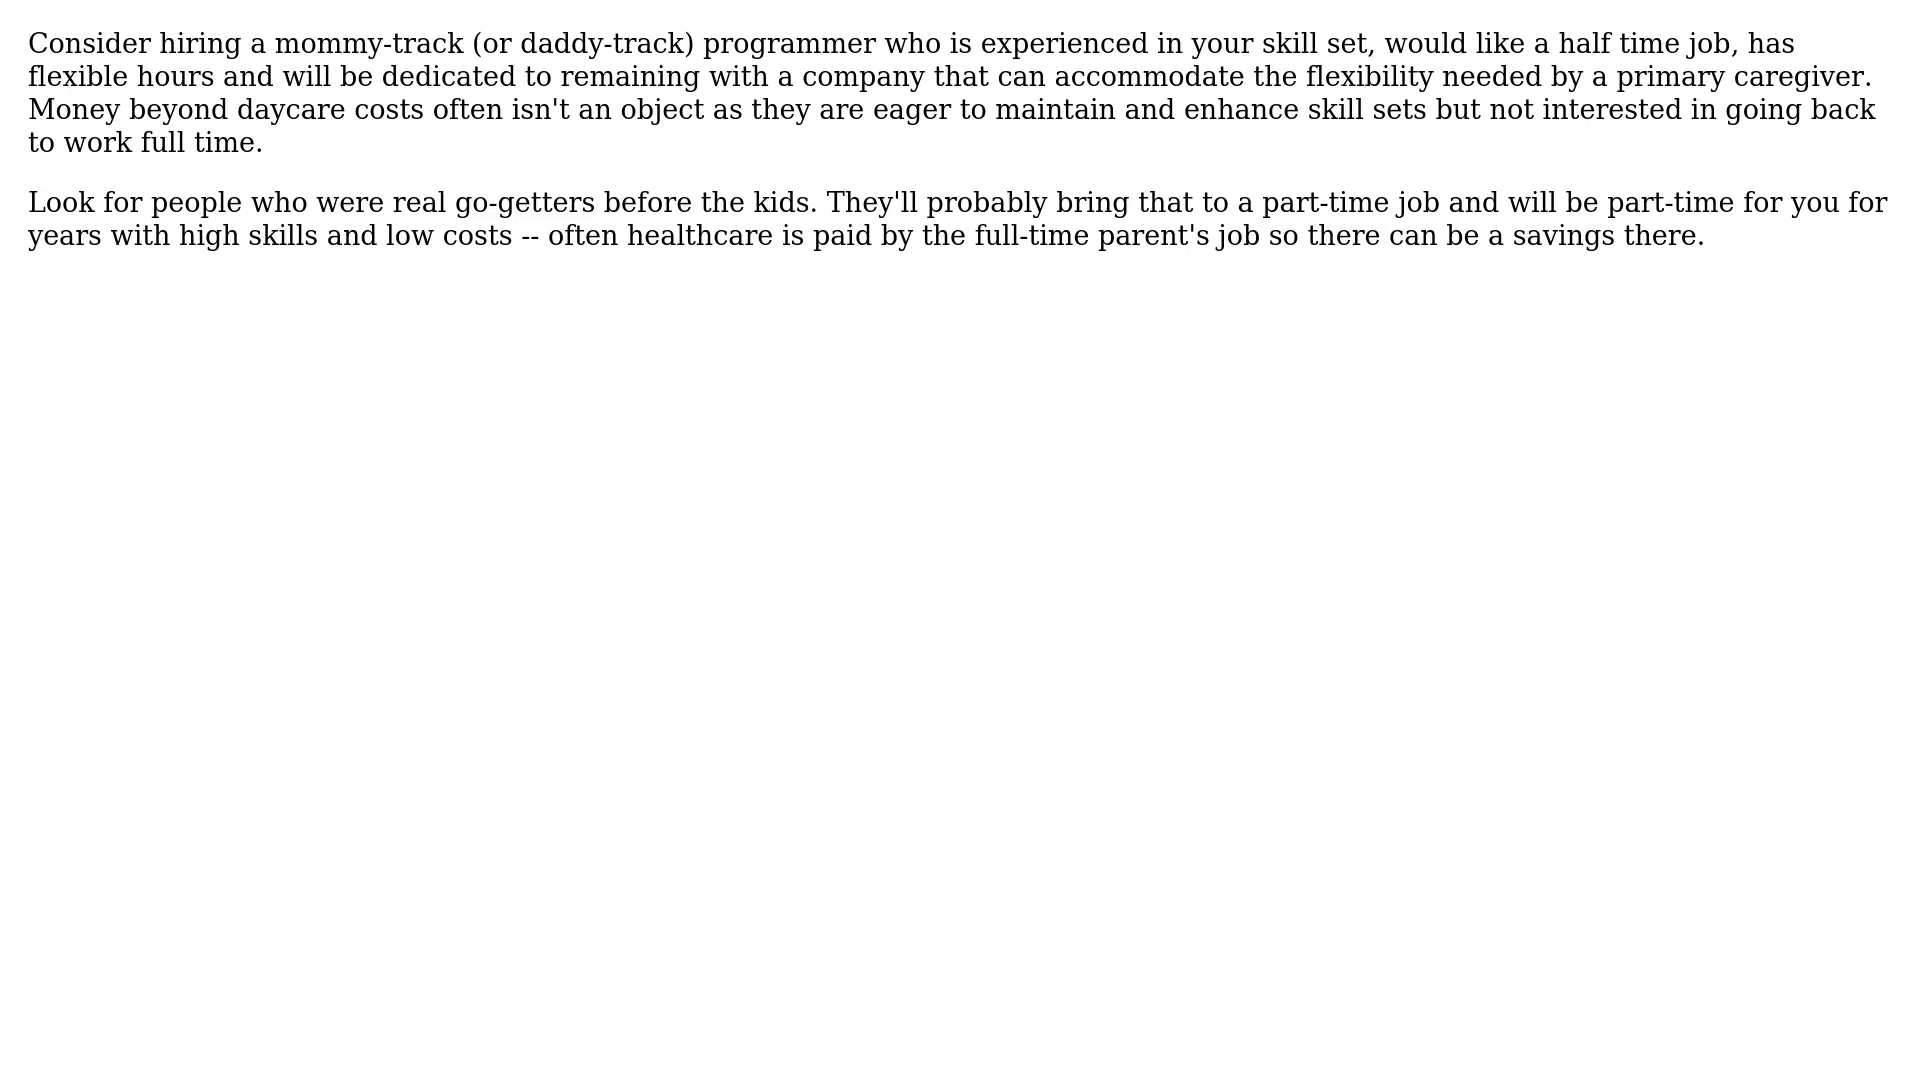 Consider hiring a mommy-track (or daddy-track) programmer who is experienced in your skill set, would like a half time job, has
flexible hours and will be dedicated to remaining with a company that can accommodate the flexibility needed by a primary caregiver.
Money beyond daycare costs often isn't an object as they are eager to maintain and enhance skill sets but not interested in going back
to work full time.
Look for people who were real go-getters before the kids. They'll probably bring that to a part-time job and will be part-time for you for
years with high skills and low costs -- often healthcare is paid by the full-time parent's job so there can be a savings there.